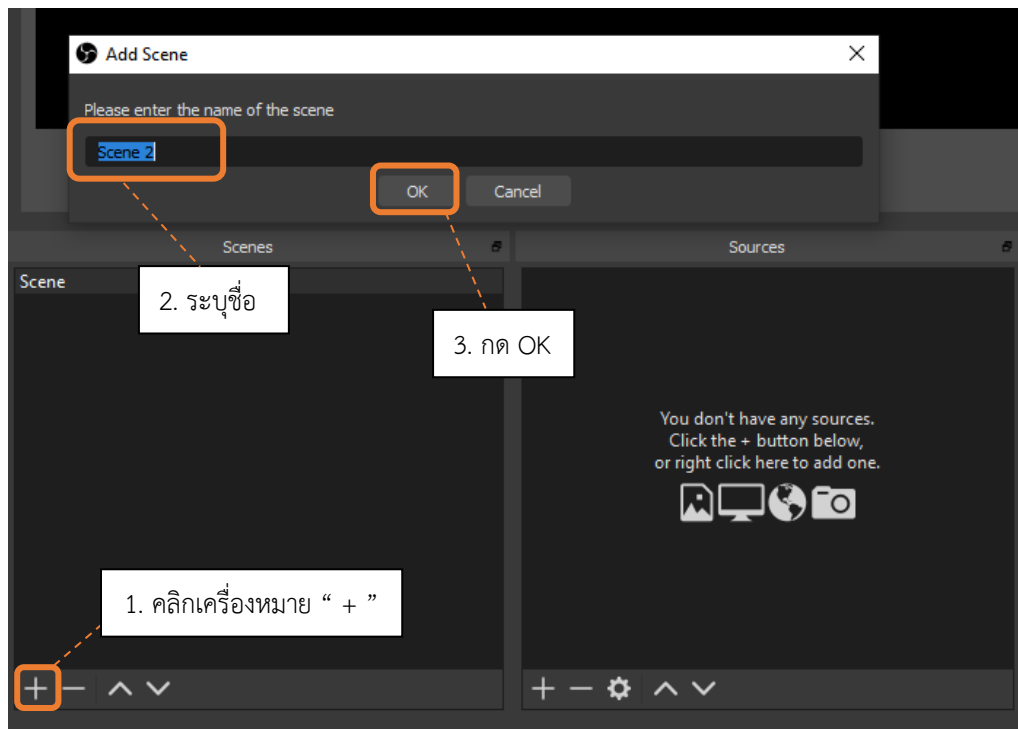 Add Scene
Please enter the name of the scene
Scene 2
OK
Cancel
Scenes
Sources
Scene
2. ระบุชื่อ
3. กด OK
You don't have any sources.
Click the + button below,
or right click here to add one.
1. คลิกเครื่องหมาย “ + ”